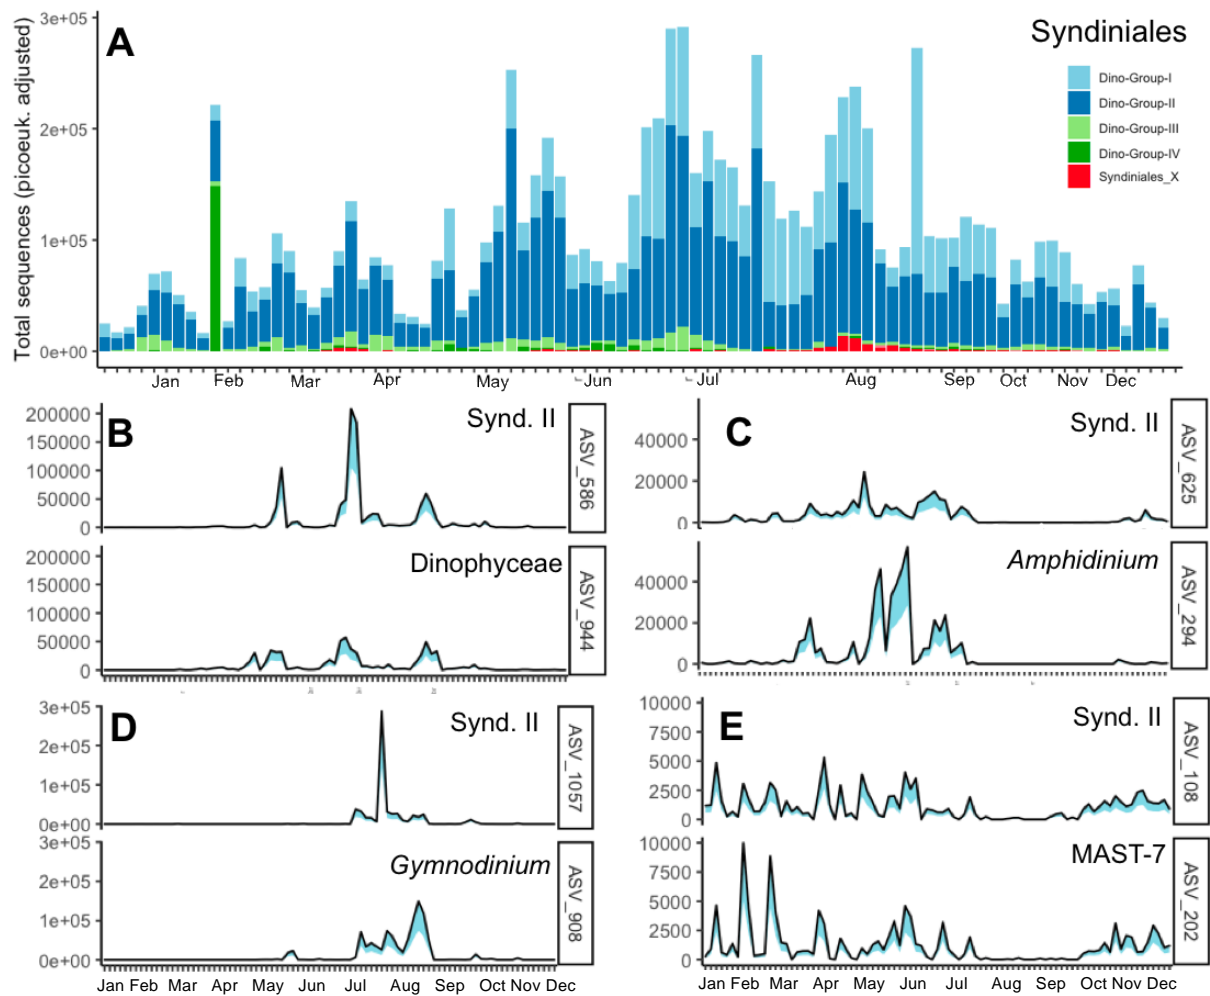 A
Syndiniales
Total sequences (picoeuk. adjusted)
3e+05
2e+05
1e+05
0e+00
Dino-Group-I
Dino-Group-II
Dino-Group-III
Dino-Group-IV
Syndiniales_X
Jan Feb Mar Apr May Jun Jul Aug Sep Oct Nov Dec
B
Synd. II
ASV_586
200000
150000
100000
50000
0
Dinophyceae
ASV_944
200000
150000
100000
50000
0
C
Synd. II
ASV_625
40000
20000
0
Amphidinium
ASV_294
40000
20000
0
D
Synd. II
ASV_1057
3e+05
2e+05
1e+05
0e+00
Gymnodinium
ASV_908
3e+05
2e+05
1e+05
0e+00
Jan Feb Mar Apr May Jun Jul Aug Sep Oct Nov Dec
E
Synd. II
ASV_108
10000
7500
5000
2500
0
MAST-7
ASV_202
10000
7500
5000
2500
0
Jan Feb Mar Apr May Jun Jul Aug Sep Oct Nov Dec